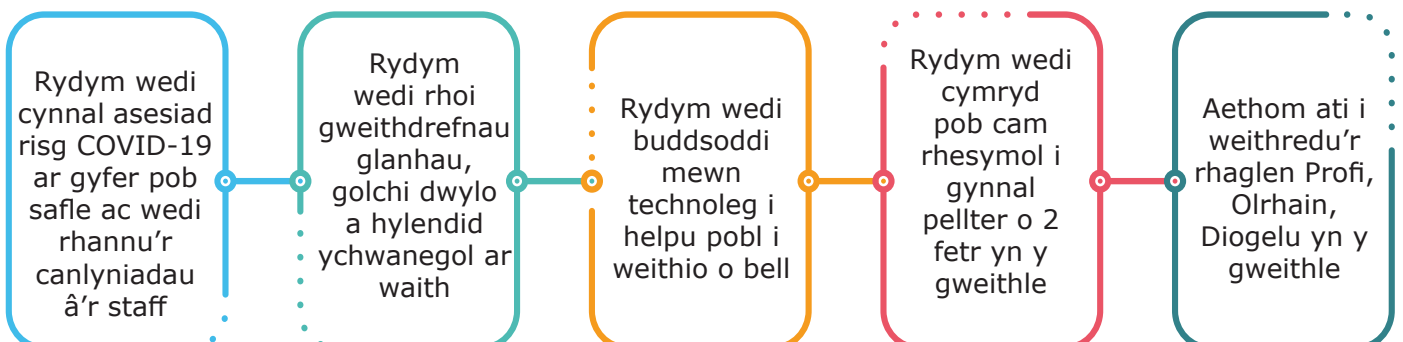 Rydym wedi
cynnal asesiad
risg COVID-19
ar gyfer pob
safle ac wedi
rhannu'r
canlyniadau
â'r staff
Rydym
wedi rhoi
gweithdrefnau
glanhau,
golchi dwylo
a hylendid
ychwanegol ar
waith
Rydym wedi
buddsoddi
mewn
technoleg i
helpu pobl i
weithio o bell
Rydym wedi
cymryd
pob cam
rhesymol i
gynnal
pellter o 2
fetr yn y
gweithle
Aethom ati i
weithredu'r
rhaglen Profi,
Olrhain,
Diogelu yn y
gweithle